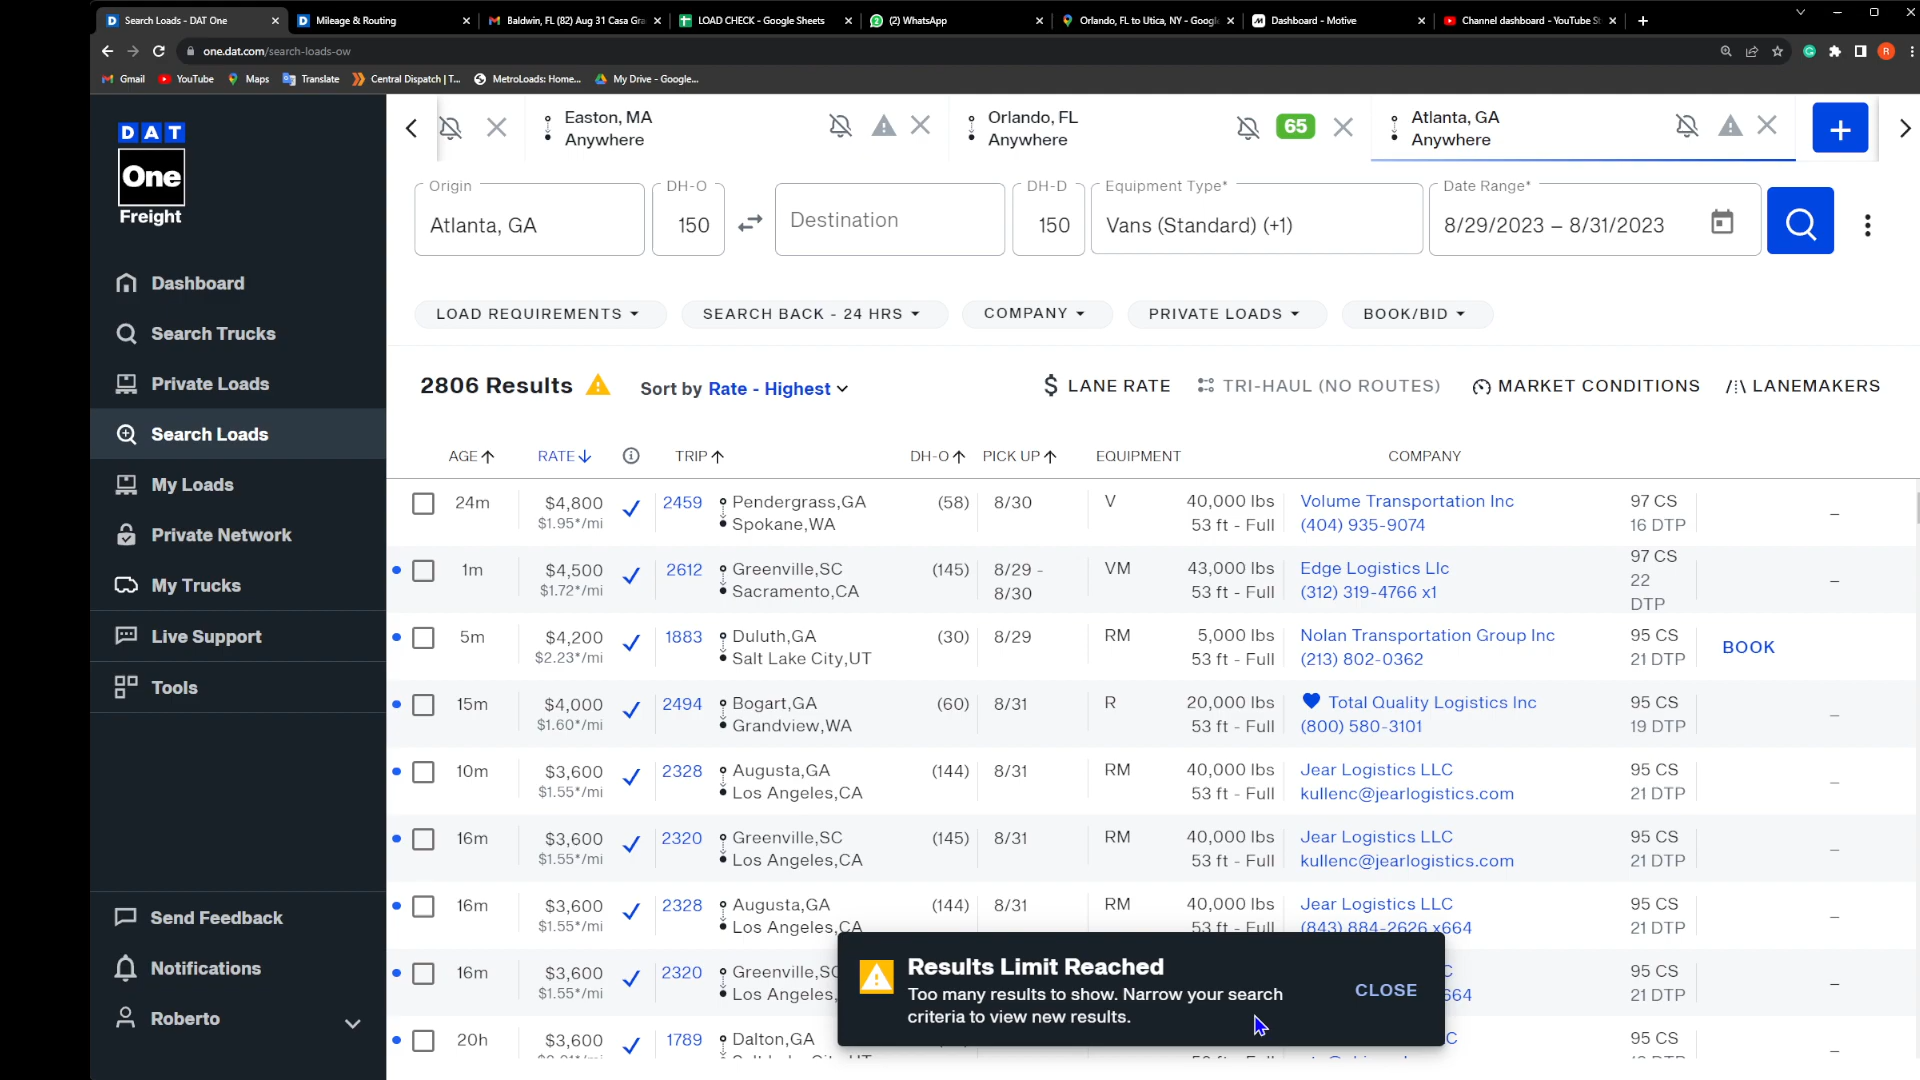 Search Loads - DAT One
Mileage & Routing
Baldwin, FL (82) Aug 31 Casa Gra
LOAD CHECK - Google Sheets
(2) WhatsApp
Orlando, FL to Utica, NY - Google
Dashboard - Motive
Channel dashboard - YouTube St
one.dat.com/search-loads-ow
R
Gmail
YouTube
Maps
Translate
Central Dispatch | T...
MetroLoads: Home...
My Drive - Google...
DAT
One
Freight
Dashboard
Search Trucks
Private Loads
Search Loads
My Loads
Private Network
My Trucks
Live Support
Tools
Send Feedback
Notifications
Roberto
Easton, MA
Anywhere
Orlando, FL
Anywhere
65
Atlanta, GA
Anywhere
Origin
Atlanta, GA
DH-O
150
Destination
DH-D
150
Equipment Type*
Vans (Standard) (+1)
Date Range*
8/29/2023 – 8/31/2023
LOAD REQUIREMENTS
SEARCH BACK - 24 HRS
COMPANY
PRIVATE LOADS
BOOK/BID
2806 Results
Sort by Rate - Highest
LANE RATE
TRI-HAUL (NO ROUTES)
MARKET CONDITIONS
LANEMAKERS
AGE RATE TRIP DH-O PICK UP EQUIPMENT COMPANY
24m $4,800 2459 Pendergrass,GA (58) 8/30 V 40,000 lbs Volume Transportation Inc 97 CS –
$1.95*/mi Spokane,WA 53 ft - Full (404) 935-9074 16 DTP
1m $4,500 2612 Greenville,SC (145) 8/29 - VM 43,000 lbs Edge Logistics Llc 97 CS –
$1.72*/mi Sacramento,CA 8/30 53 ft - Full (312) 319-4766 x1 22
DTP
5m $4,200 1883 Duluth,GA (30) 8/29 RM 5,000 lbs Nolan Transportation Group Inc 95 CS BOOK
$2.23*/mi Salt Lake City,UT 53 ft - Full (213) 802-0362 21 DTP
15m $4,000 2494 Bogart,GA (60) 8/31 R 20,000 lbs Total Quality Logistics Inc 95 CS –
$1.60*/mi Grandview,WA 53 ft - Full (800) 580-3101 19 DTP
10m $3,600 2328 Augusta,GA (144) 8/31 RM 40,000 lbs Jear Logistics LLC 95 CS –
$1.55*/mi Los Angeles,CA 53 ft - Full kullenc@jearlogistics.com 21 DTP
16m $3,600 2320 Greenville,SC (145) 8/31 RM 40,000 lbs Jear Logistics LLC 95 CS –
$1.55*/mi Los Angeles,CA 53 ft - Full kullenc@jearlogistics.com 21 DTP
16m $3,600 2328 Augusta,GA (144) 8/31 RM 40,000 lbs Jear Logistics LLC 95 CS –
$1.55*/mi Los Angeles,CA 53 ft - Full (843) 884-2626 x664 21 DTP
16m $3,600 2320 Greenville,SC C 95 CS –
$1.55*/mi Los Angeles, 664 21 DTP
20h $3,600 1789 Dalton,GA C 95 CS –
Results Limit Reached
Too many results to show. Narrow your search
criteria to view new results.
CLOSE